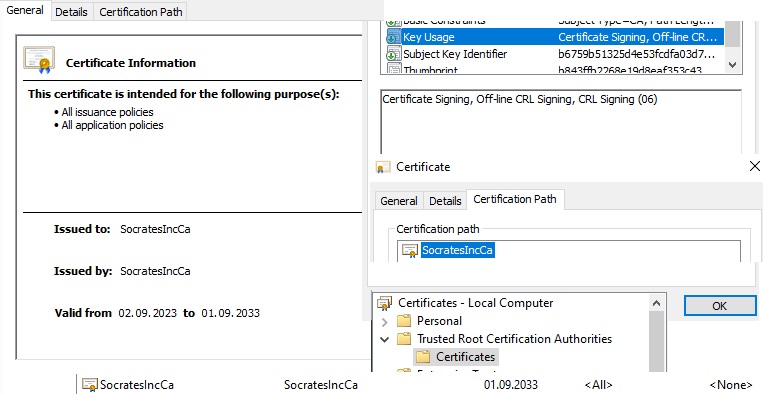 General Details Certification Path
Certificate Information
This certificate is intended for the following purpose(s):
• All issuance policies
• All application policies
Issued to: SocratesIncCa
Issued by: SocratesIncCa
Valid from 02.09.2023 to 01.09.2033
Basic Constraints Subject Type=CA, Path Lengt...
Key Usage Certificate Signing, Off-line CR...
Subject Key Identifier b6759b51325d4e53fcdfa03d7...
Thumbprint b843ffb2268e19d8eaf353c43
Certificate Signing, Off-line CRL Signing, CRL Signing (06)
Certificate
General Details Certification Path
Certification path
SocratesIncCa
OK
Certificates - Local Computer
Personal
Trusted Root Certification Authorities
Certificates
SocratesIncCa SocratesIncCa 01.09.2033 <All> <None>